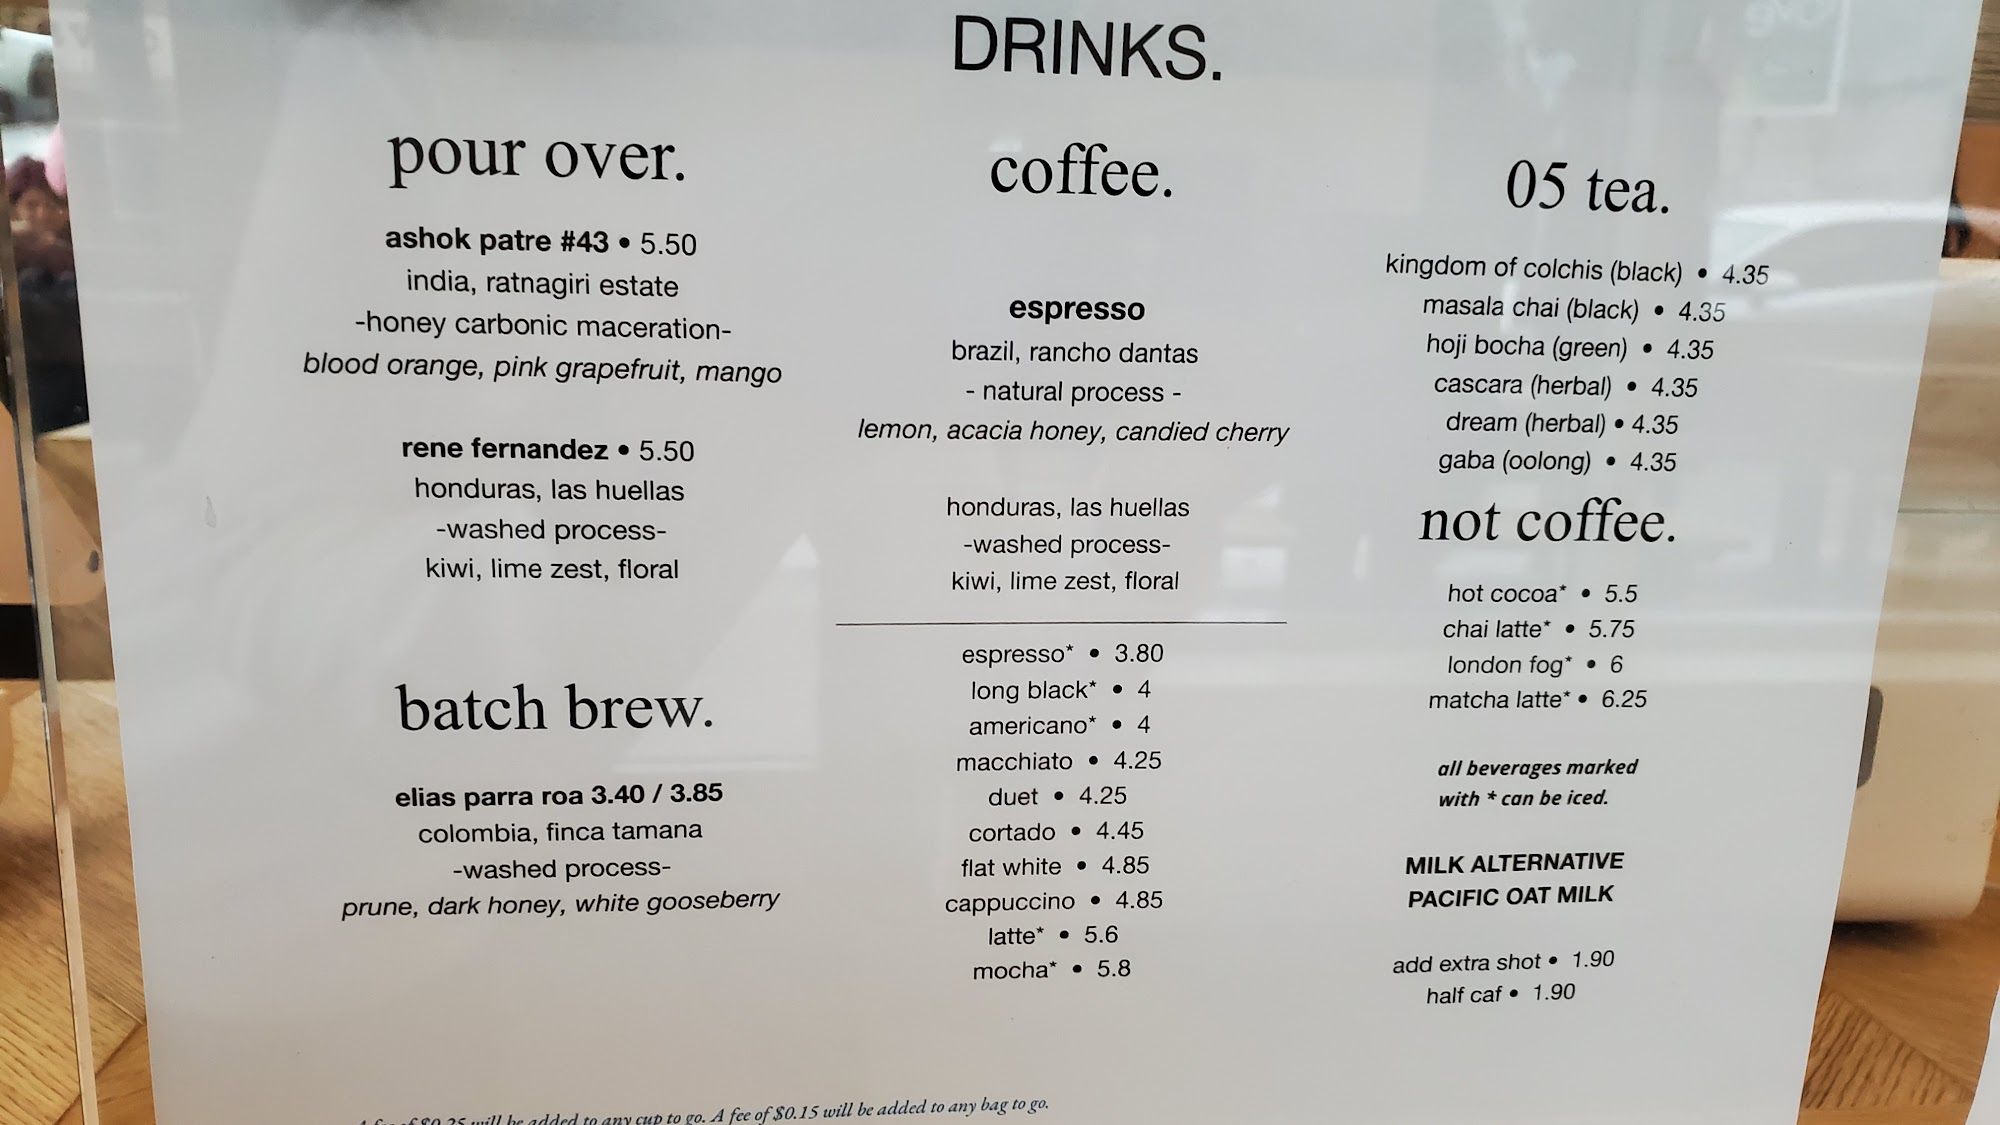 DRINKS.
pour over.
ashok patre #43 • 5.50
india, ratnagiri estate
-honey carbonic maceration-
blood orange, pink grapefruit, mango
rene fernandez • 5.50
honduras, las huellas
-washed process-
kiwi, lime zest, floral
batch brew.
elias parra roa 3.40 / 3.85
colombia, finca tamana
-washed process-
prune, dark honey, white gooseberry
coffee.
espresso
brazil, rancho dantas
- natural process -
lemon, acacia honey, candied cherry
honduras, las huellas
-washed process-
kiwi, lime zest, floral
espresso* • 3.80
long black* • 4
americano* • 4
macchiato • 4.25
duet • 4.25
cortado • 4.45
flat white • 4.85
cappuccino • 4.85
latte* • 5.6
mocha* • 5.8
05 tea.
kingdom of colchis (black) • 4.35
masala chai (black) • 4.35
hoji bocha (green) • 4.35
cascara (herbal) • 4.35
dream (herbal) • 4.35
gaba (oolong) • 4.35
not coffee.
hot cocoa* • 5.5
chai latte* • 5.75
london fog* • 6
matcha latte* • 6.25
all beverages marked
with * can be iced.
MILK ALTERNATIVE
PACIFIC OAT MILK
add extra shot • 1.90
half caf • 1.90
A fee of $0.25 will be added to any cup to go. A fee of $0.15 will be added to any bag to go.